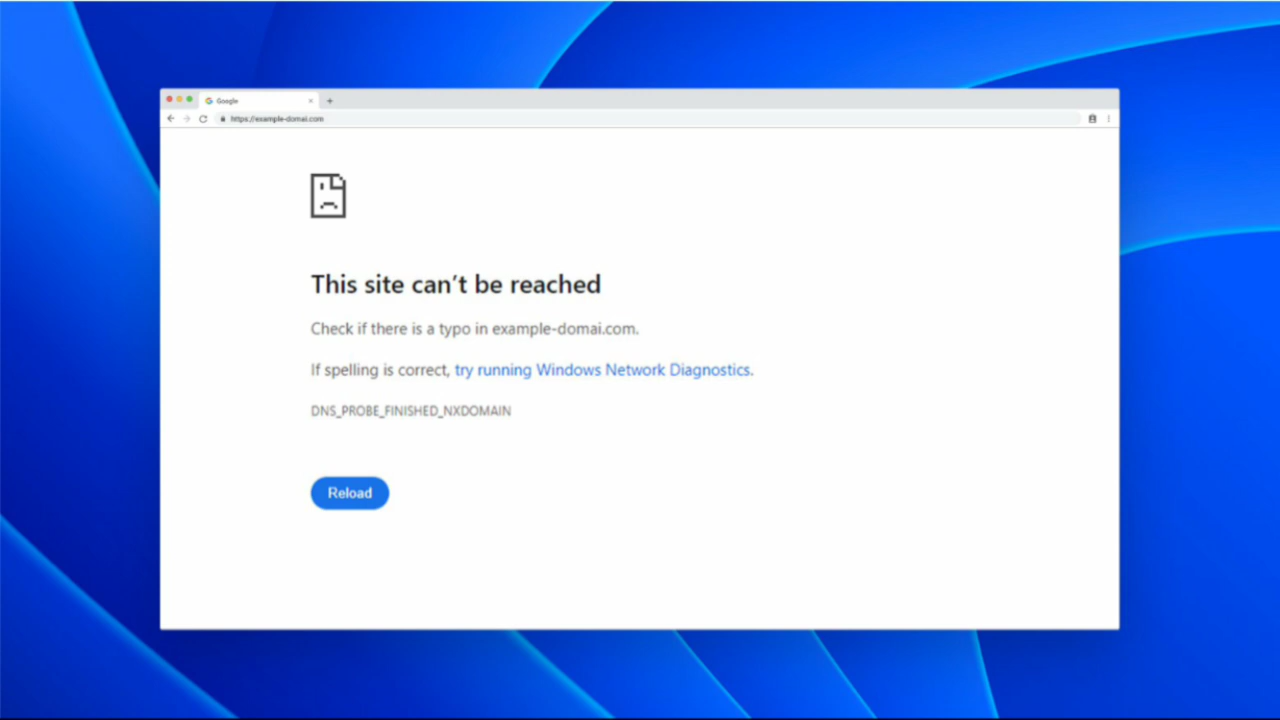 Google
https://example-domai.com
This site can’t be reached
Check if there is a typo in example-domai.com.
If spelling is correct, try running Windows Network Diagnostics.
DNS_PROBE_FINISHED_NXDOMAIN
Reload